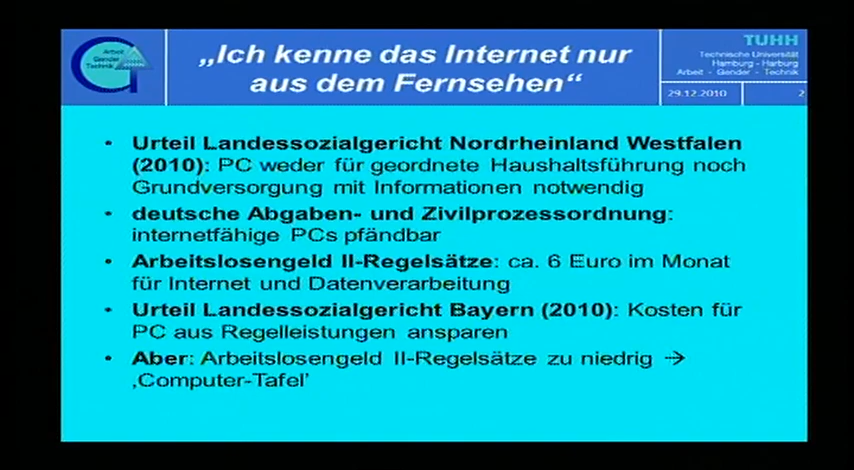 Arbeit
Gender
Technik
„Ich kenne das Internet nur
aus dem Fernsehen“
TUHH
Technische Universität
Hamburg - Harburg
Arbeit - Gender - Technik
29.12.2010
2
• Urteil Landessozialgericht Nordrheinland Westfalen
(2010): PC weder für geordnete Haushaltsführung noch
Grundversorgung mit Informationen notwendig
• deutsche Abgaben- und Zivilprozessordnung:
internetfähige PCs pfändbar
• Arbeitslosengeld II-Regelsätze: ca. 6 Euro im Monat
für Internet und Datenverarbeitung
• Urteil Landessozialgericht Bayern (2010): Kosten für
PC aus Regelleistungen ansparen
• Aber: Arbeitslosengeld II-Regelsätze zu niedrig →
‚Computer-Tafel’